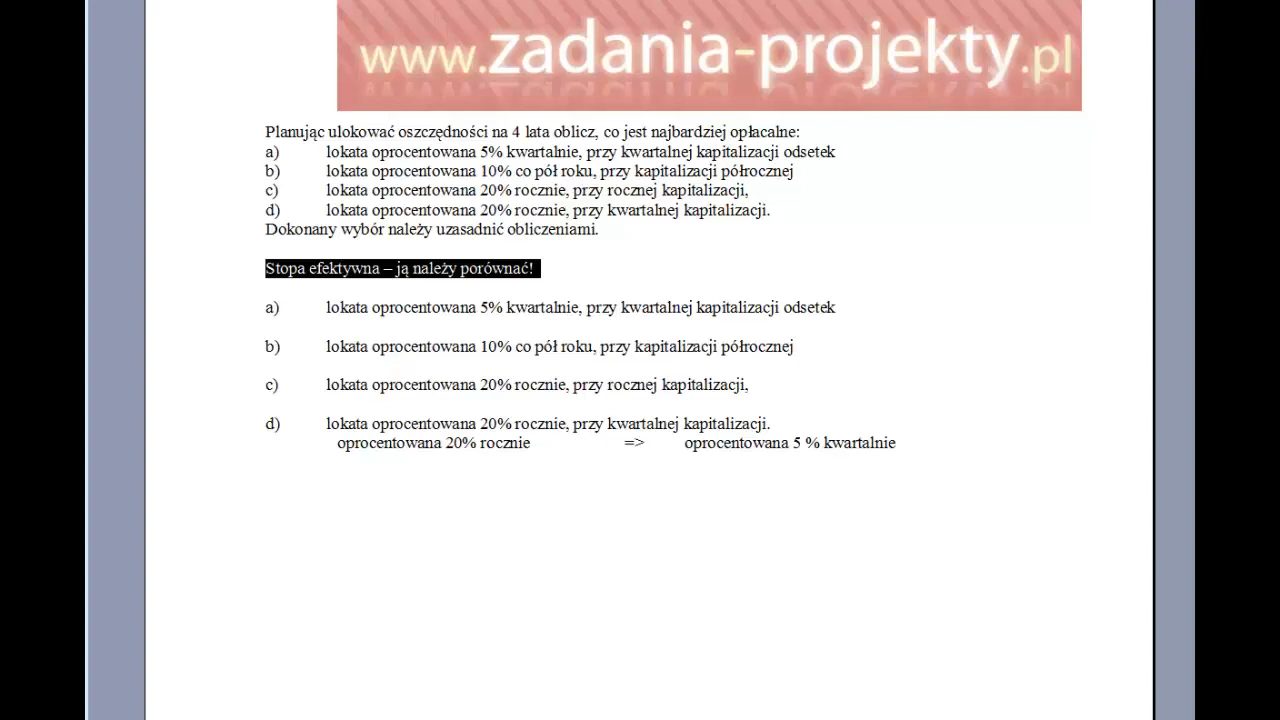 www.zadania-projekty.pl
Planując ulokować oszczędności na 4 lata oblicz, co jest najbardziej opłacalne:
a) lokata oprocentowana 5% kwartalnie, przy kwartalnej kapitalizacji odsetek
b) lokata oprocentowana 10% co pół roku, przy kapitalizacji półrocznej
c) lokata oprocentowana 20% rocznie, przy rocznej kapitalizacji,
d) lokata oprocentowana 20% rocznie, przy kwartalnej kapitalizacji.
Dokonany wybór należy uzasadnić obliczeniami.
Stopa efektywna – ją należy porównać!
a) lokata oprocentowana 5% kwartalnie, przy kwartalnej kapitalizacji odsetek
b) lokata oprocentowana 10% co pół roku, przy kapitalizacji półrocznej
c) lokata oprocentowana 20% rocznie, przy rocznej kapitalizacji,
d) lokata oprocentowana 20% rocznie, przy kwartalnej kapitalizacji.
oprocentowana 20% rocznie => oprocentowana 5 % kwartalnie